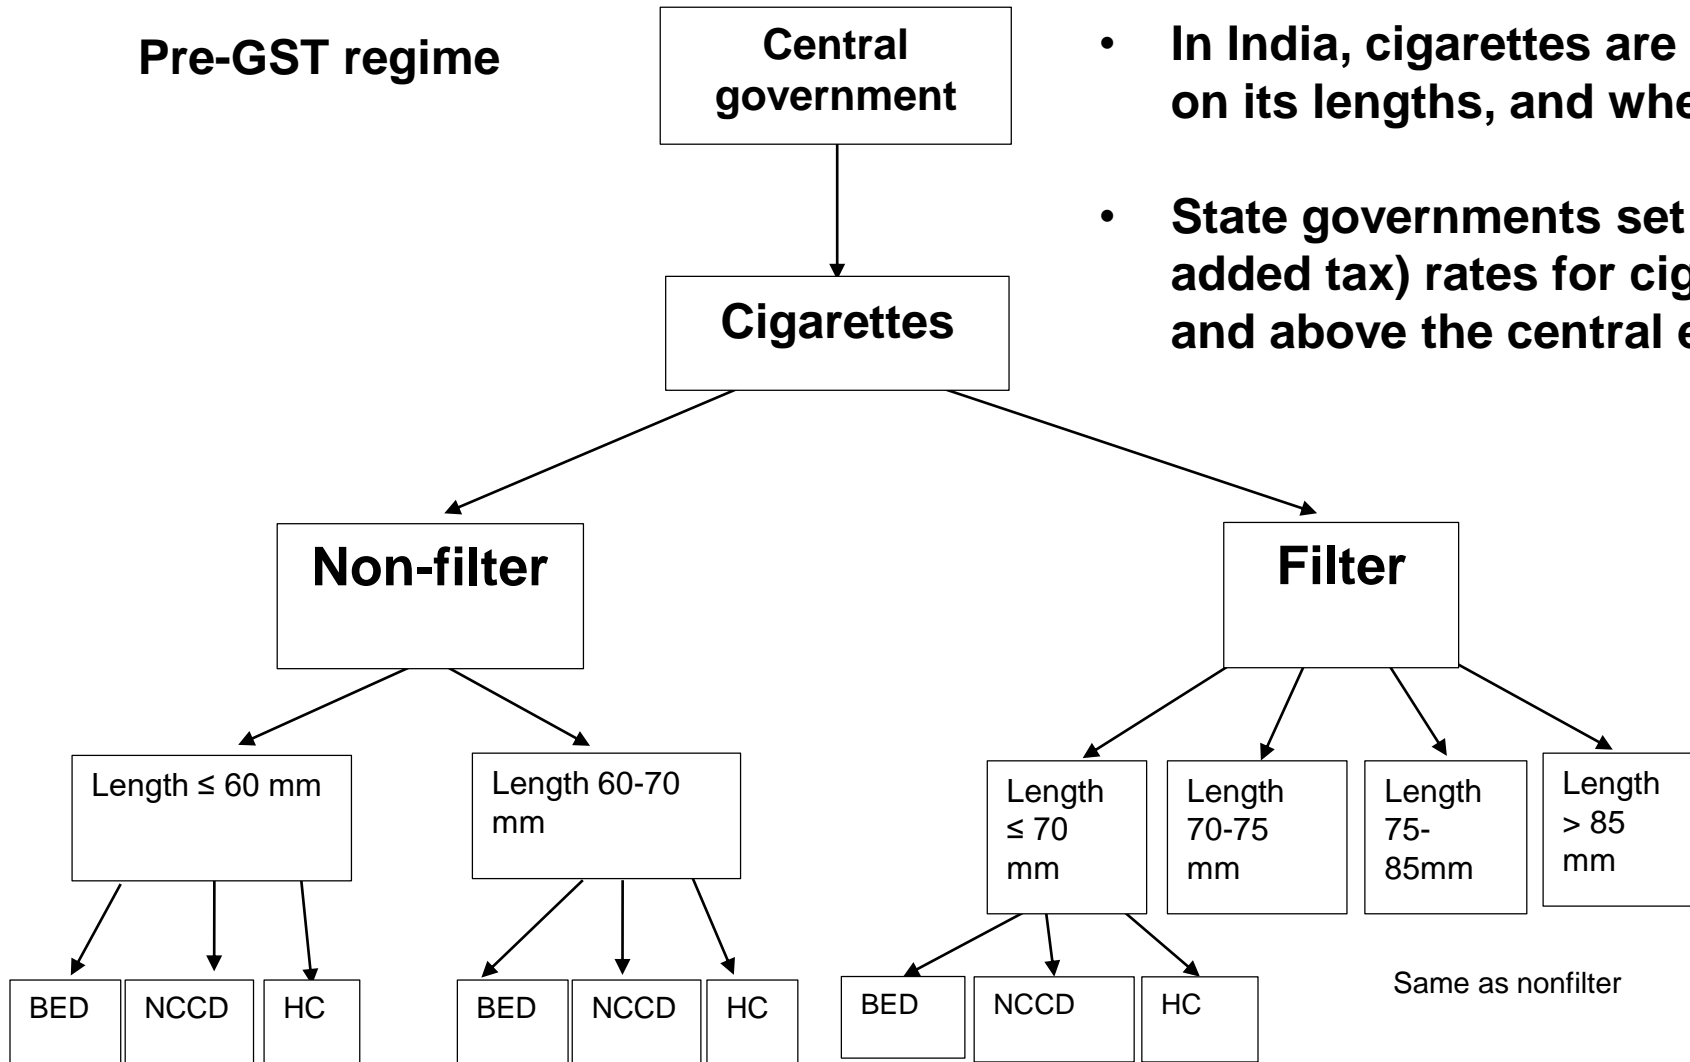 Pre-GST regime
Central
government
• In India, cigarettes are
on its lengths, and
• State governments set
added tax) rates for
and above the central
Cigarettes
Non-filter
Filter
Length ≤ 60 mm
Length 60-70
mm
Length
≤ 70
mm
Length
70-75
mm
Length
75-
85mm
Length
> 85
mm
BED
NCCD
HC
BED
NCCD
HC
BED
NCCD
HC
Same as nonfilter